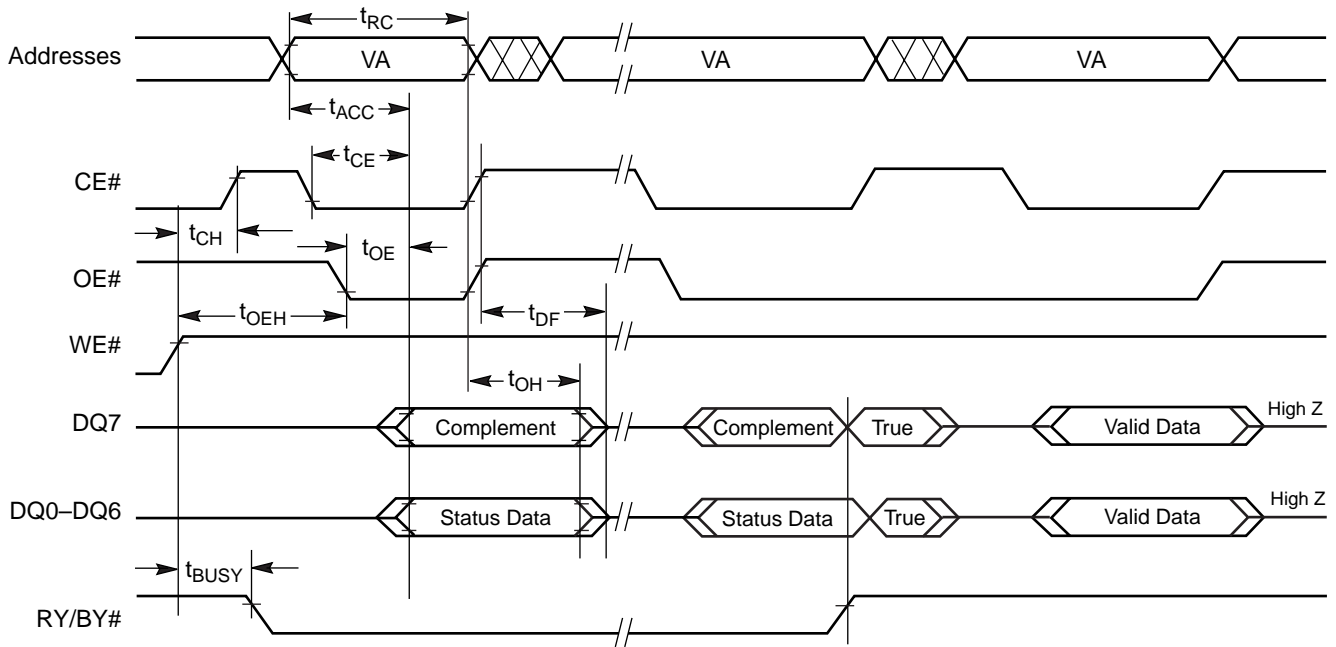 tRC
Addresses VA VA VA
tACC
tCE
CE#
tCH tOE
OE#
tOEH tDF
WE#
tOH
DQ7 Complement Complement True Valid Data High Z
DQ0–DQ6 Status Data Status Data True Valid Data High Z
tBUSY
RY/BY#